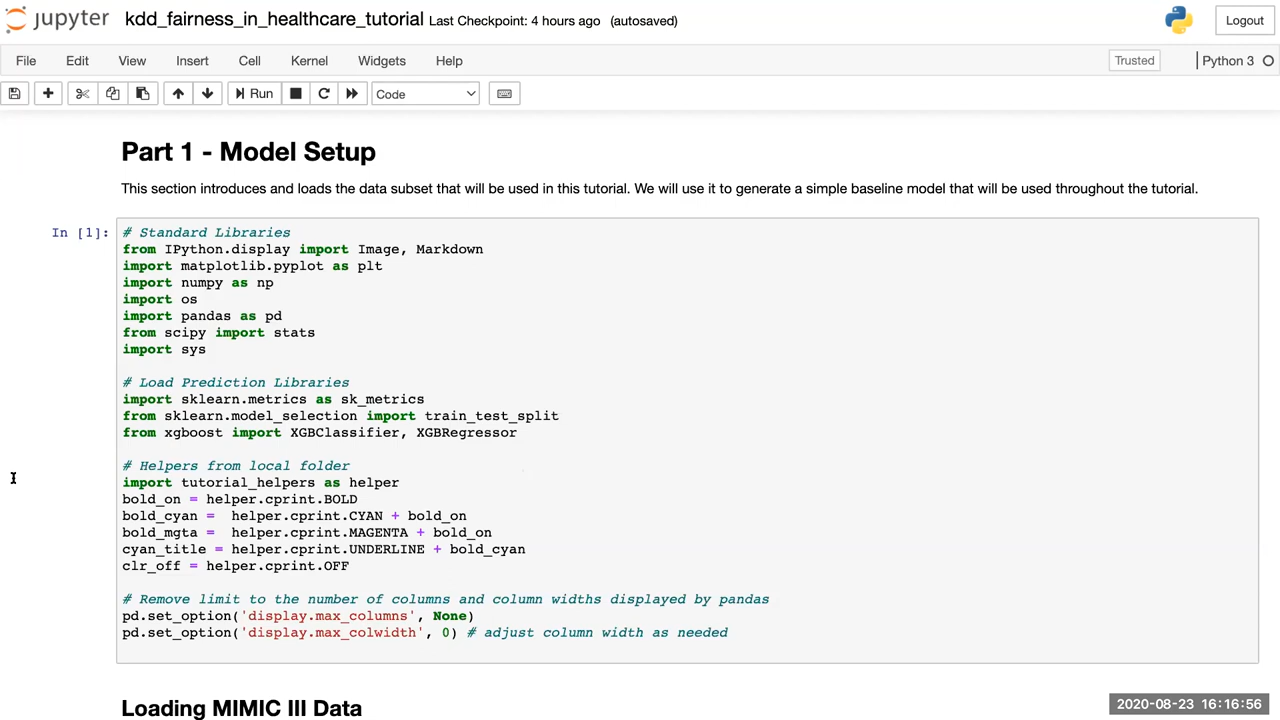 jupyter kdd_fairness_in_healthcare_tutorial Last Checkpoint: 4 hours ago (autosaved) Logout
File Edit View Insert Cell Kernel Widgets Help Trusted Python 3
Run Code
Part 1 - Model Setup
This section introduces and loads the data subset that will be used in this tutorial. We will use it to generate a simple baseline model that will be used throughout the tutorial.
In [1]: # Standard Libraries
from IPython.display import Image, Markdown
import matplotlib.pyplot as plt
import numpy as np
import os
import pandas as pd
from scipy import stats
import sys
# Load Prediction Libraries
import sklearn.metrics as sk_metrics
from sklearn.model_selection import train_test_split
from xgboost import XGBClassifier, XGBRegressor
# Helpers from local folder
import tutorial_helpers as helper
bold_on = helper.cprint.BOLD
bold_cyan =  helper.cprint.CYAN + bold_on
bold_mgta =  helper.cprint.MAGENTA + bold_on
cyan_title = helper.cprint.UNDERLINE + bold_cyan
clr_off = helper.cprint.OFF
# Remove limit to the number of columns and column widths displayed by pandas
pd.set_option('display.max_columns', None)
pd.set_option('display.max_colwidth', 0) # adjust column width as needed
Loading MIMIC III Data
2020-08-23 16:16:56